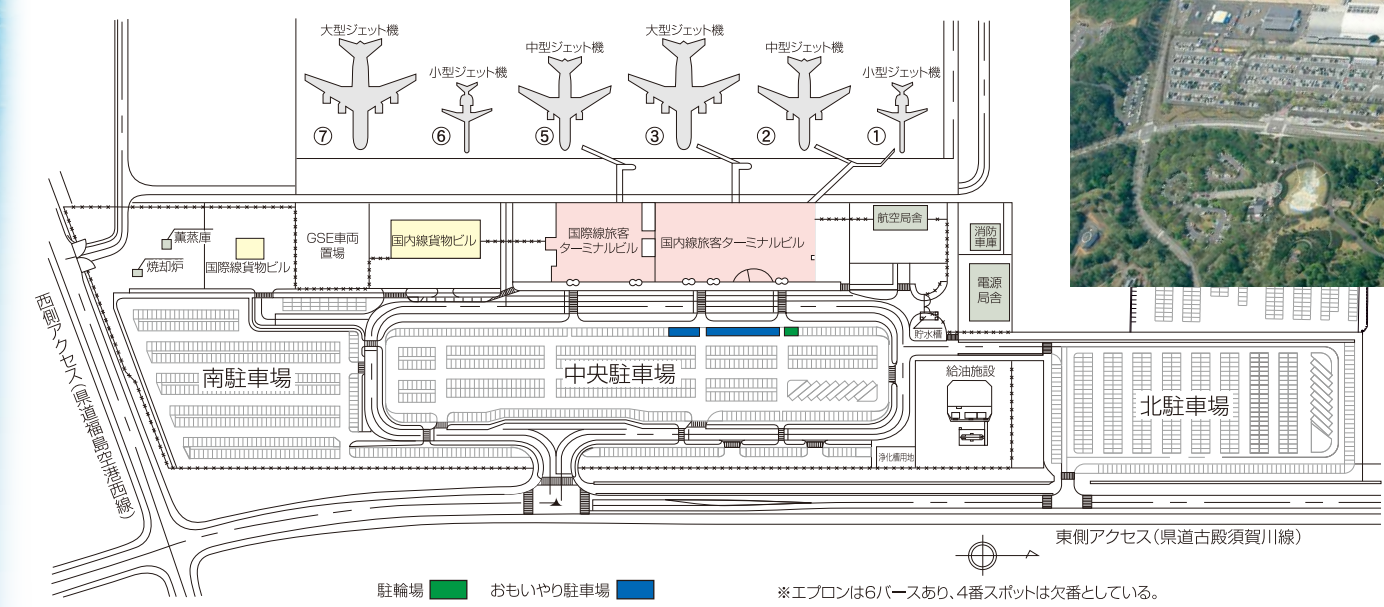 大型ジェット機
小型ジェット機
中型ジェット機
大型ジェット機
中型ジェット機
小型ジェット機
⑦
⑥
⑤
③
②
①
薫蒸庫
焼却炉
国際線貨物ビル
GSE車両
置場
国内線貨物ビル
国際線旅客
ターミナルビル
国内線旅客ターミナルビル
航空局舎
消防
車庫
電源
局舎
貯水槽
西側アクセス(県道福島空港西線)
南駐車場
中央駐車場
給油施設
北駐車場
浄化槽用地
東側アクセス(県道古殿須賀川線)
駐輪場
おもいやり駐車場
※エプロンは6バースあり、4番スポットは欠番としている。